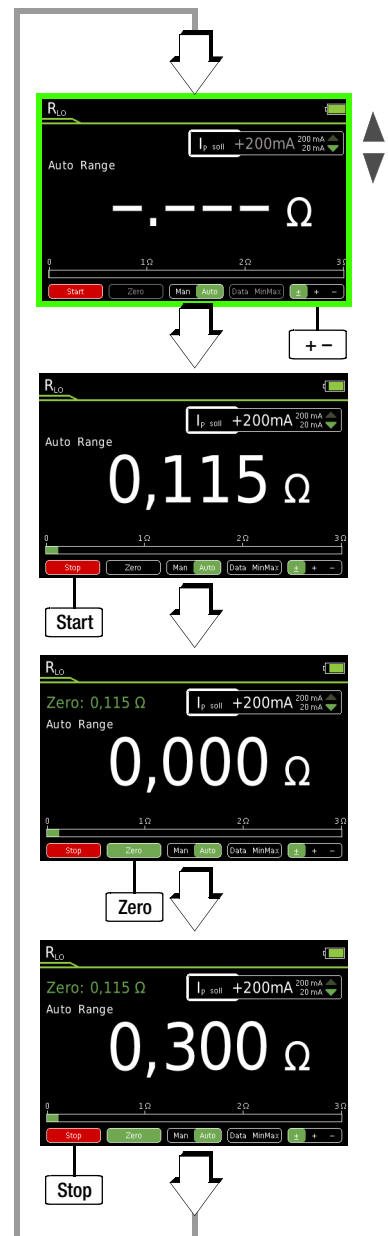 RLO
Ip soll +200mA 200 mA
20 mA
Auto Range
–.––– Ω
0 1Ω 2Ω 3Ω
Start Zero Man Auto Data MinMax ± + –
+ –
RLO
Ip soll +200mA 200 mA
20 mA
Auto Range
0,115 Ω
0 1Ω 2Ω 3Ω
Stop Zero Man Auto Data MinMax ± + –
Start
RLO
Zero: 0,115 Ω Ip soll +200mA 200 mA
20 mA
Auto Range
0,000 Ω
0 1Ω 2Ω 3Ω
Stop Zero Man Auto Data MinMax ± + –
Zero
RLO
Zero: 0,115 Ω Ip soll +200mA 200 mA
20 mA
Auto Range
0,300 Ω
0 1Ω 2Ω 3Ω
Stop Zero Man Auto Data MinMax ± + –
Stop